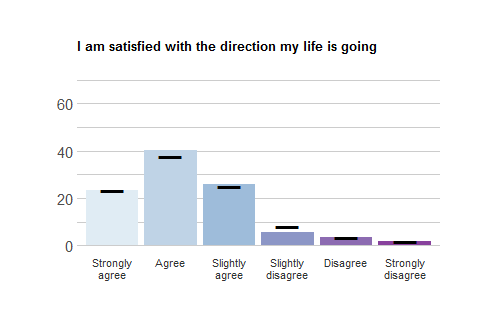 I am satisfied with the direction my life is going
60
40
20
0
Strongly
agree
Agree
Slightly
agree
Slightly
disagree
Disagree
Strongly
disagree